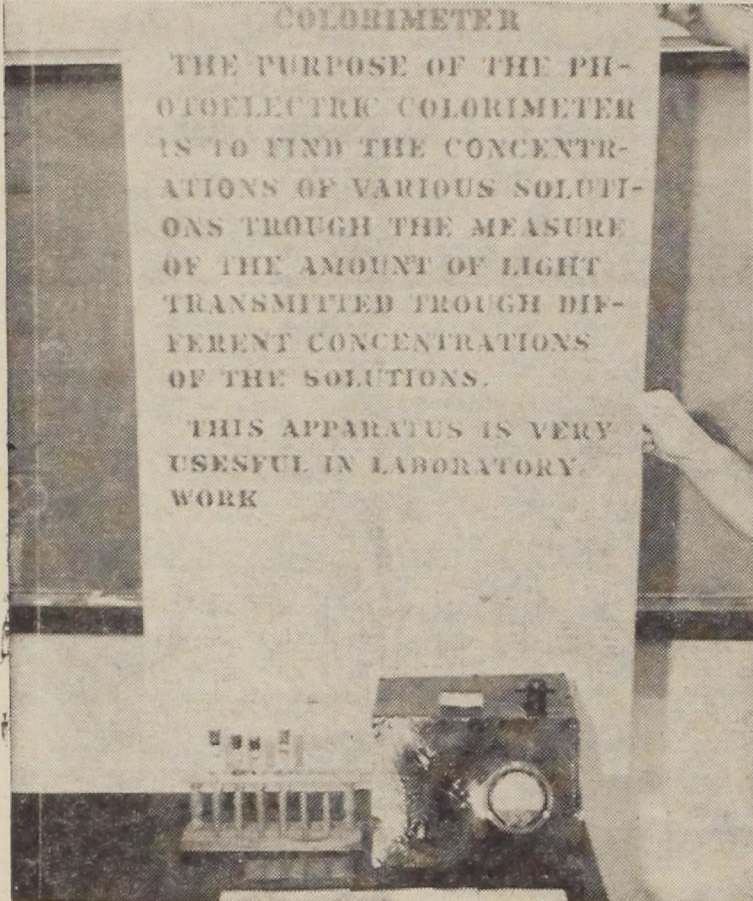 COLORIMETER
THE PURPOSE OF THE PH-
OTOELECTRIC COLORIMETER
IS TO FIND THE CONCENTR-
ATIONS OF VARIOUS SOLUTI-
ONS TROUGH THE MEASURE
OF THE AMOUNT OF LIGHT
TRANSMITTED TROUGH DIF-
FERENT CONCENTRATIONS
OF THE SOLUTIONS.
THIS APPARATUS IS VERY
USESFUL IN LABORATORY
WORK